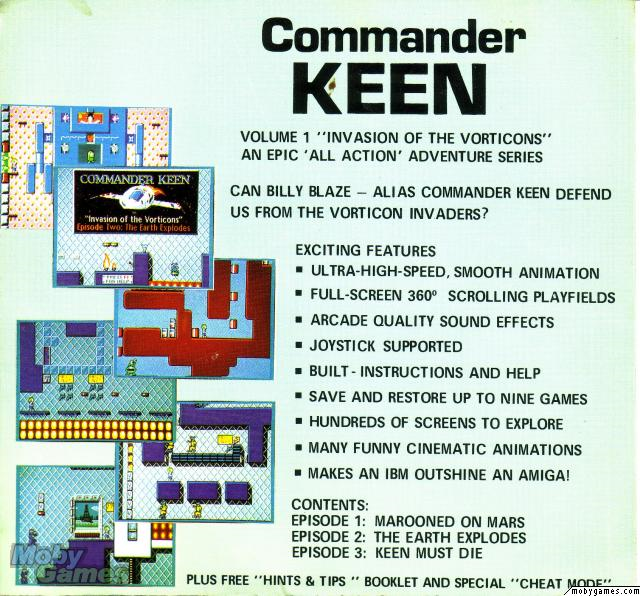 Commander
KEEN
VOLUME 1 "INVASION OF THE VORTICONS"
AN EPIC 'ALL ACTION' ADVENTURE SERIES
CAN BILLY BLAZE – ALIAS COMMANDER KEEN DEFEND
US FROM THE VORTICON INVADERS?
COMMANDER KEEN
in
"Invasion of the Vorticons"
Episode Two: The Earth Explodes
EXCITING FEATURES
▪ ULTRA-HIGH-SPEED, SMOOTH ANIMATION
▪ FULL-SCREEN 360º SCROLLING PLAYFIELDS
▪ ARCADE QUALITY SOUND EFFECTS
▪ JOYSTICK SUPPORTED
▪ BUILT-INSTRUCTIONS AND HELP
▪ SAVE AND RESTORE UP TO NINE GAMES
▪ HUNDREDS OF SCREENS TO EXPLORE
▪ MANY FUNNY CINEMATIC ANIMATIONS
▪ MAKES AN IBM OUTSHINE AN AMIGA!
CONTENTS:
EPISODE 1: MAROONED ON MARS
EPISODE 2: THE EARTH EXPLODES
EPISODE 3: KEEN MUST DIE
Moby
Games
PLUS FREE "HINTS & TIPS" BOOKLET AND SPECIAL "CHEAT MODE"
mobygames.com